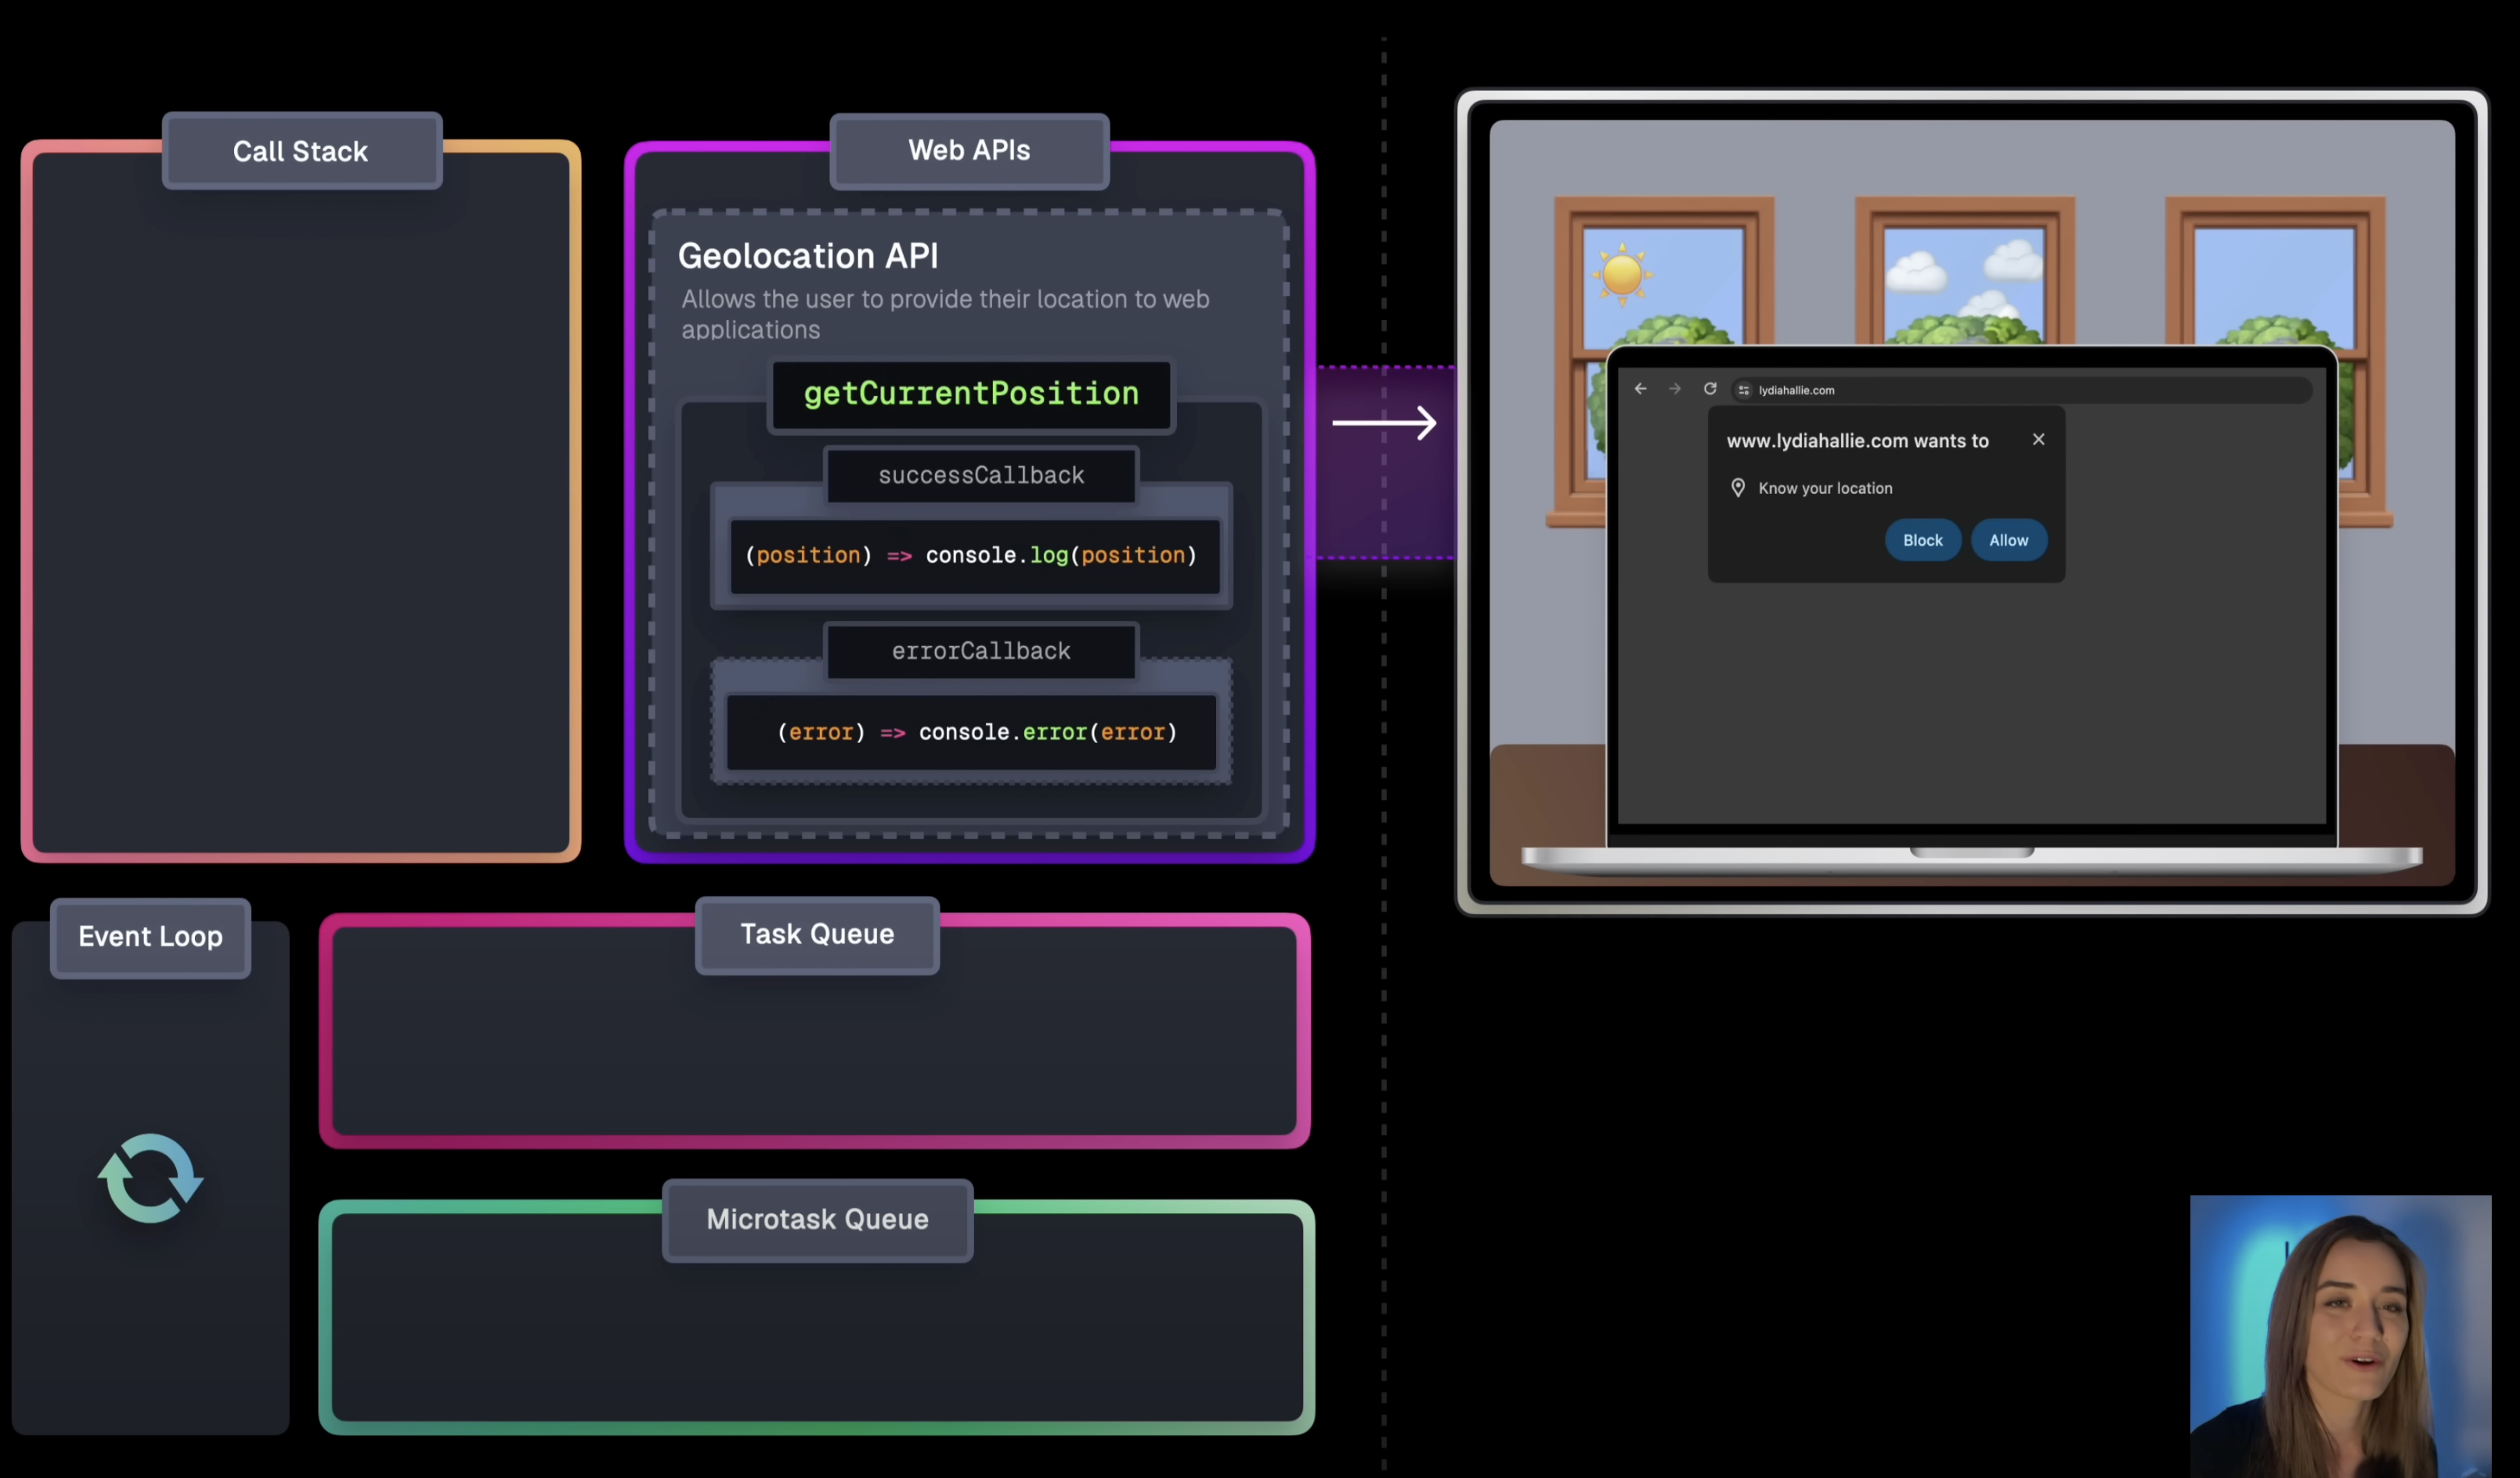 Call Stack
Web APIs
Geolocation API
Allows the user to provide their location to web
applications
getCurrentPosition
successCallback
(position) => console.log(position)
errorCallback
(error) => console.error(error)
lydiahallie.com
www.lydiahallie.com wants to
Know your location
Block
Allow
Event Loop
Task Queue
Microtask Queue